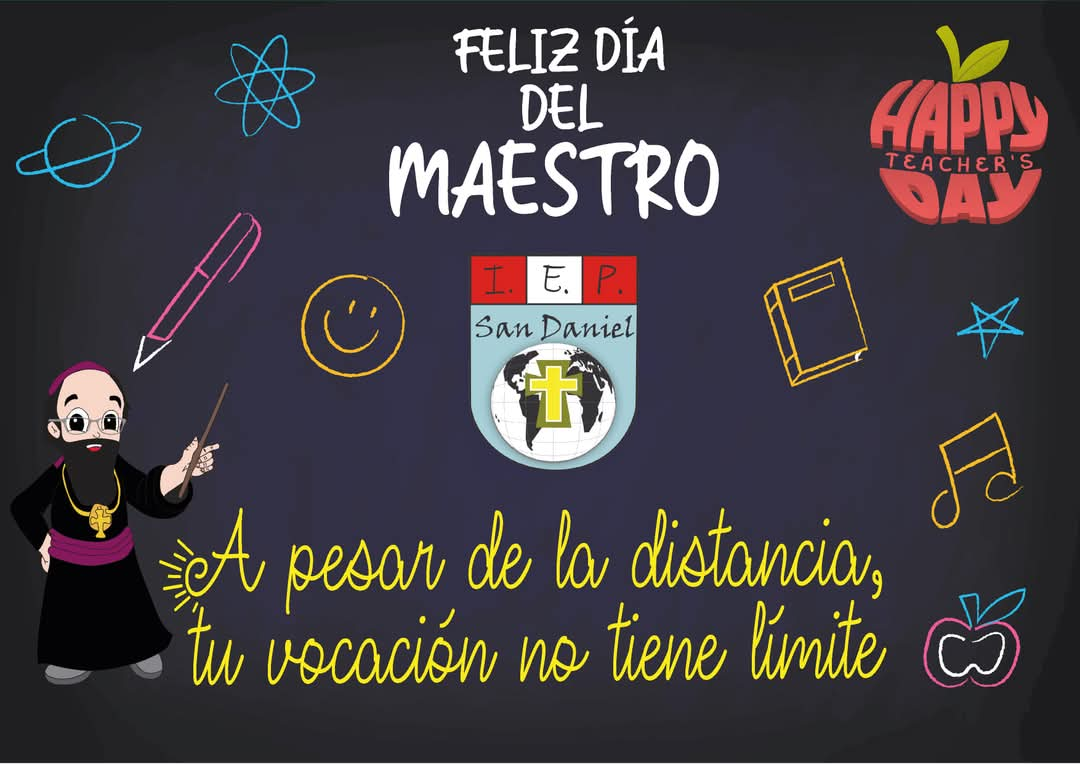 FELIZ DÍA
DEL
MAESTRO
HAPPY
TEACHER'S
DAY
I. E. P.
San Daniel
A pesar de la distancia,
tu vocación no tiene límite